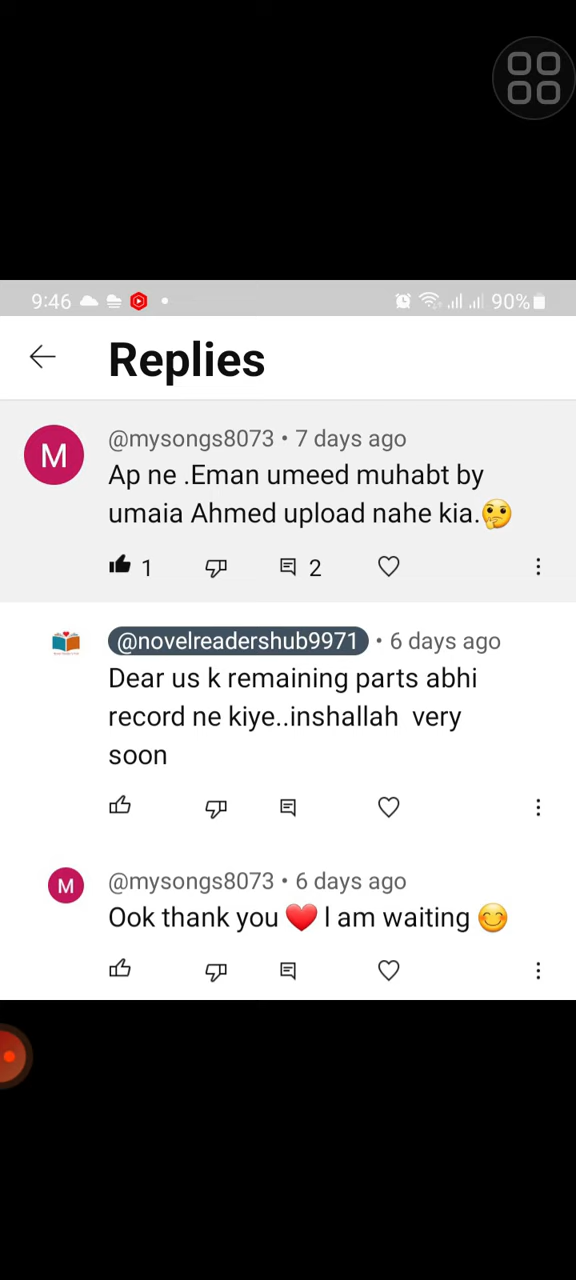 9:46 90%
Replies
M @mysongs8073 • 7 days ago
Ap ne .Eman umeed muhabt by
umaia Ahmed upload nahe kia.🤔
1 2
@novelreadershub9971 • 6 days ago
Dear us k remaining parts abhi
record ne kiye..inshallah very
soon
M @mysongs8073 • 6 days ago
Ook thank you ❤️ I am waiting 😊